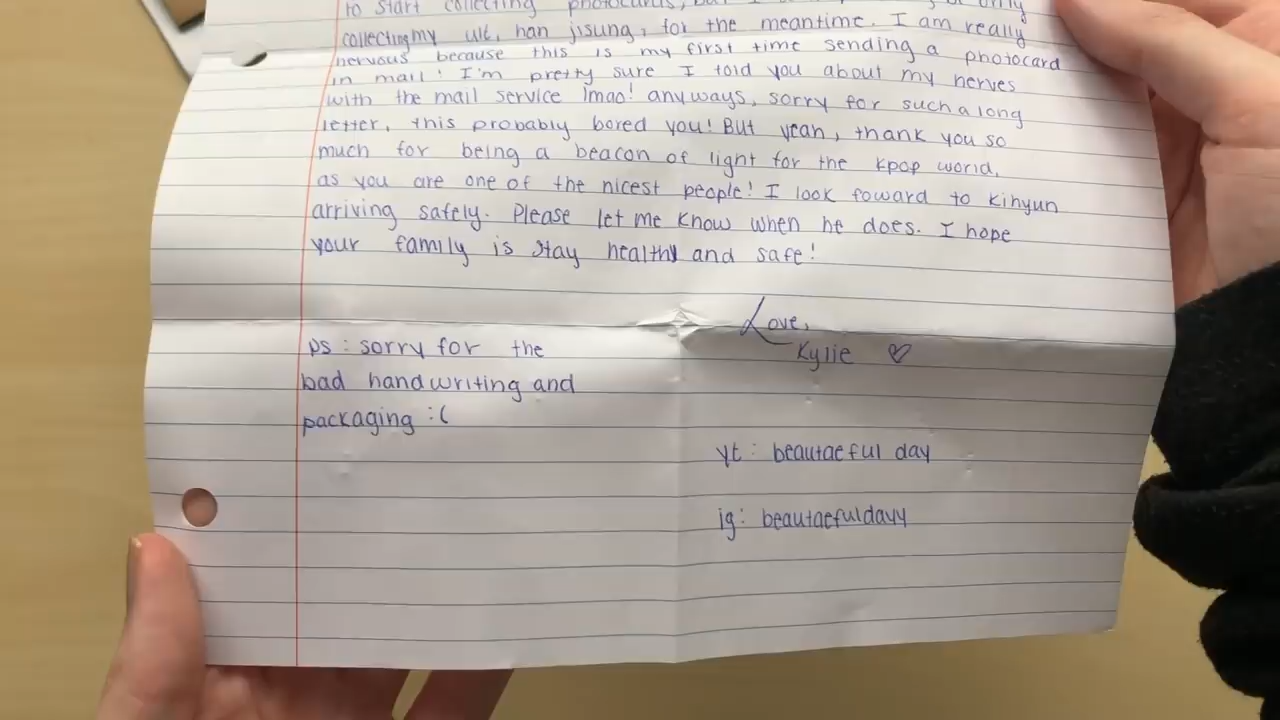 to start collecting photocards, but I
collecting my ult, han jisung, for the meantime. I am really
nervous because this is my first time sending a photocard
in mail! I'm pretty sure I told you about my nerves
with the mail service lmao! anyways, sorry for such a long
letter, this probably bored you! But yeah, thank you so
much for being a beacon of light for the kpop world,
as you are one of the nicest people! I look foward to kihyun
arriving safely. Please let me know when he does. I hope
your family is stay healthy and safe!
Love,
Kylie ♡
ps: sorry for the
bad handwriting and
packaging :(
yt: beautaeful day
ig: beautaefuldayy